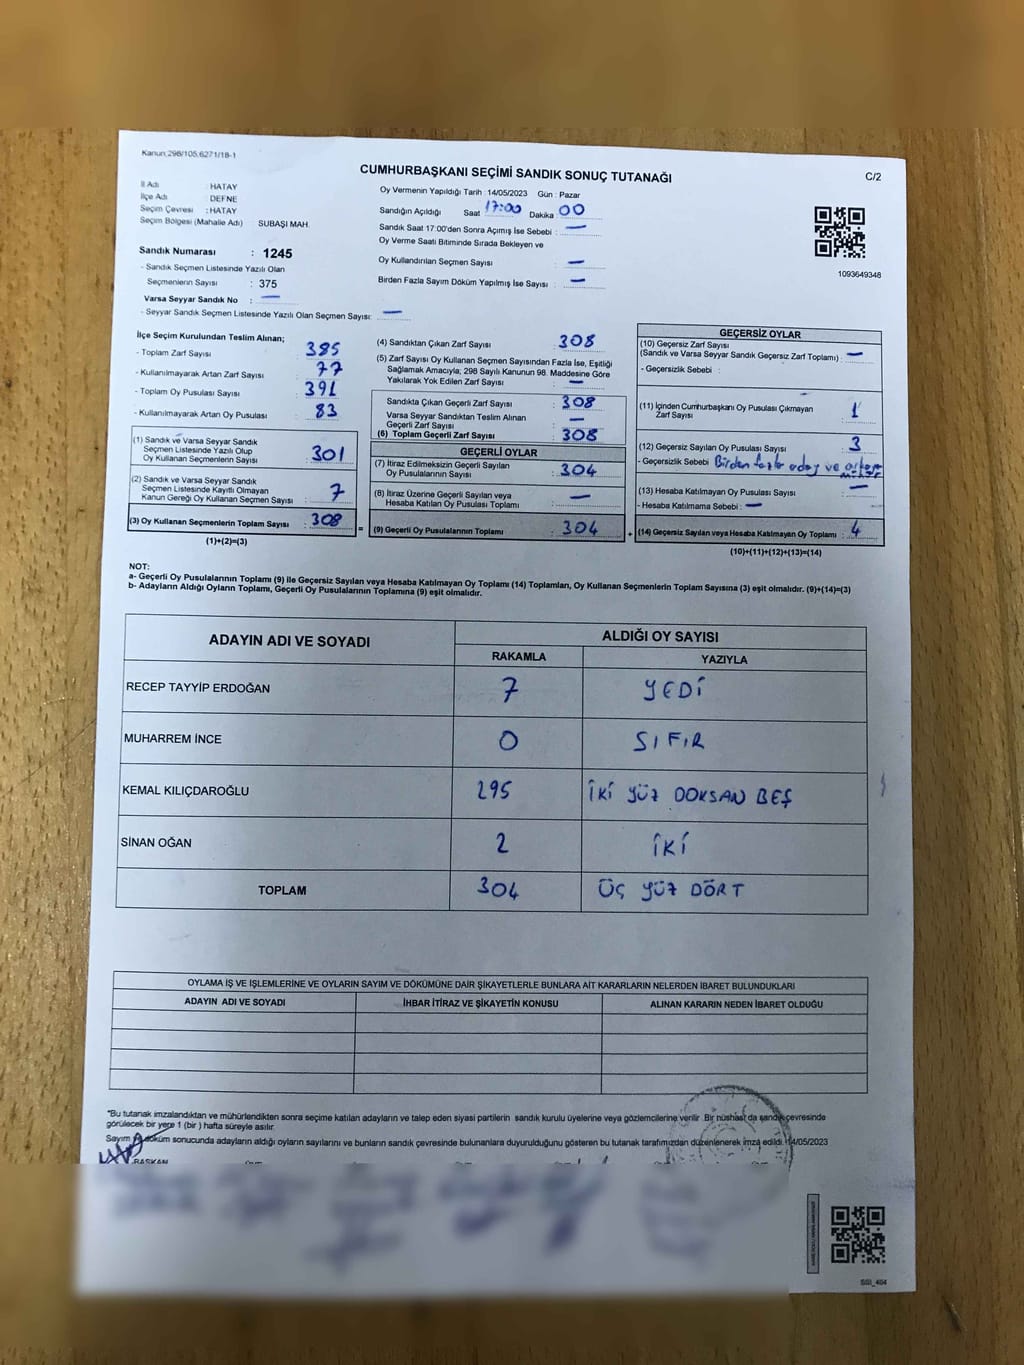 Kanun,298/105,6271/18-1
CUMHURBAŞKANI SEÇİMİ SANDIK SONUÇ TUTANAĞI
C/2
İl Adı : HATAY
İlçe Adı : DEFNE
Seçim Çevresi : HATAY
Seçim Bölgesi (Mahalle Adı) SUBAŞI MAH.
Sandık Numarası : 1245
- Sandık Seçmen Listesinde Yazılı Olan
Seçmenlerin Sayısı : 375
Varsa Seyyar Sandık No : —
- Seyyar Sandık Seçmen Listesinde Yazılı Olan Seçmen Sayısı: —
Oy Vermenin Yapıldığı Tarih : 14/05/2023 Gün : Pazar
Sandığın Açıldığı Saat 17:00 Dakika 00
Sandık Saat 17:00'den Sonra Açımış İse Sebebi : —
Oy Verme Saati Bitiminde Sırada Bekleyen ve
Oy Kullandırılan Seçmen Sayısı —
Birden Fazla Sayım Döküm Yapılmış İse Sayısı : —
1093649348
İlçe Seçim Kurulundan Teslim Alınan;
- Toplam Zarf Sayısı 385
- Kullanılmayarak Artan Zarf Sayısı 77
- Toplam Oy Pusulası Sayısı 391
- Kullanılmayarak Artan Oy Pusulası 83
(1) Sandık ve Varsa Seyyar Sandık
Seçmen Listesinde Yazılı Olup
Oy Kullanan Seçmenlerin Sayısı 301
(2) Sandık ve Varsa Seyyar Sandık
Seçmen Listesinde Kayıtlı Olmayan
Kanun Gereği Oy Kullanan Seçmen Sayısı 7
(3) Oy Kullanan Seçmenlerin Toplam Sayısı : 308
(1)+(2)=(3)
=
(4) Sandıktan Çıkan Zarf Sayısı 308
(5) Zarf Sayısı Oy Kullanan Seçmen Sayısından Fazla İse, Eşitliği
Sağlamak Amacıyla; 298 Sayılı Kanunun 98. Maddesine Göre
Yakılarak Yok Edilen Zarf Sayısı : —
Sandıkta Çıkan Geçerli Zarf Sayısı : 308
Varsa Seyyar Sandıktan Teslim Alınan
Geçerli Zarf Sayısı : —
(6) Toplam Geçerli Zarf Sayısı : 308
GEÇERLİ OYLAR
(7) İtiraz Edilmeksizin Geçerli Sayılan
Oy Pusulalarının Sayısı : 304
(8) İtiraz Üzerine Geçerli Sayılan veya
Hesaba Katılan Oy Pusulası Toplamı : —
(9) Geçerli Oy Pusulalarının Toplamı : 304
+
GEÇERSİZ OYLAR
(10) Geçersiz Zarf Sayısı
(Sandık ve Varsa Seyyar Sandık Geçersiz Zarf Toplamı) : —
- Geçersizlik Sebebi :
(11) İçinden Cumhurbaşkanı Oy Pusulası Çıkmayan
Zarf Sayısı 1
(12) Geçersiz Sayılan Oy Pusulası Sayısı 3
- Geçersizlik Sebebi Birden fazla aday ve
(13) Hesaba Katılmayan Oy Pusulası Sayısı : —
- Hesaba Katılmama Sebebi : —
(14) Geçersiz Sayılan veya Hesaba Katılmayan Oy Toplamı : 4
(10)+(11)+(12)+(13)=(14)
NOT:
a- Geçerli Oy Pusulalarının Toplamı (9) ile Geçersiz Sayılan veya Hesaba Katılmayan Oy Toplamı (14) Toplamları, Oy Kullanan Seçmenlerin Toplam Sayısına (3) eşit olmalıdır. (9)+(14)=(3)
b- Adayların Aldığı Oyların Toplamı, Geçerli Oy Pusulalarının Toplamına (9) eşit olmalıdır.
ADAYIN ADI VE SOYADI ALDIĞI OY SAYISI
RAKAMLA YAZIYLA
RECEP TAYYİP ERDOĞAN 7 YEDİ
MUHARREM İNCE 0 SIFIR
KEMAL KILIÇDAROĞLU 295 İKİ YÜZ DOKSAN BEŞ
SİNAN OĞAN 2 İKİ
TOPLAM 304 ÜÇ YÜZ DÖRT
OYLAMA İŞ VE İŞLEMLERİNE VE OYLARIN SAYIM VE DÖKÜMÜNE DAİR ŞİKAYETLERLE BUNLARA AİT KARARLARIN NELERDEN İBARET BULUNDUKLARI
ADAYIN ADI VE SOYADI İHBAR İTİRAZ VE ŞİKAYETİN KONUSU ALINAN KARARIN NEDEN İBARET OLDUĞU
*Bu tutanak imzalandıktan ve mühürlendikten sonra seçime katılan adayların ve talep eden siyasi partilerin sandık kurulu üyelerine veya gözlemcilerine verilir. Bir nüshası da sandık çevresinde
görülecek bir yere 1 (bir ) hafta süreyle asılır.
Sayım ve döküm sonucunda adayların aldığı oyların sayılarını ve bunların sandık çevresinde bulunanlara duyurulduğunu gösteren bu tutanak tarafımızdan düzenlenerek imza edildi. 14/05/2023
BAŞKAN